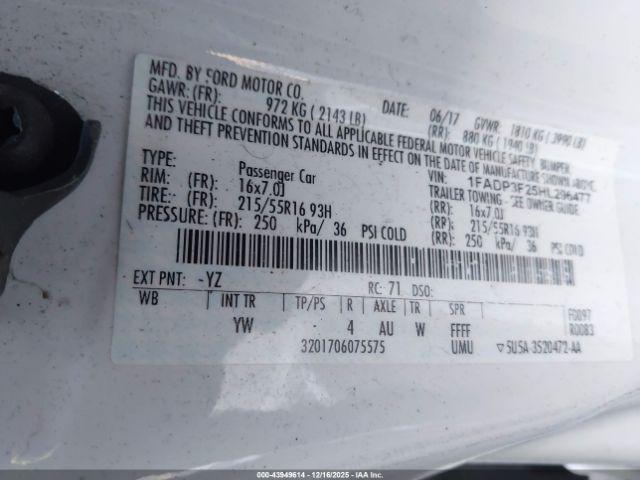 MFD. BY FORD MOTOR CO.
DATE: 06/17 GVWR: 1810 KG ( 3990 LB)
GAWR: (FR): 972 KG ( 2143 LB) (RR): 880 KG ( 1940 LB)
THIS VEHICLE CONFORMS TO ALL APPLICABLE FEDERAL MOTOR VEHICLE SAFETY, BUMPER
AND THEFT PREVENTION STANDARDS IN EFFECT ON THE DATE OF MANUFACTURE SHOWN ABOVE.
VIN: 1FADP3F25HL296477
TYPE: Passenger Car TRAILER TOWING - SEE OWNER GUIDE
RIM: (FR): 16x7.0J (RR): 16x7.0J
TIRE: (FR): 215/55R16 93H (RR): 215/55R16 93H
PRESSURE: (FR): 250 kPa/ 36 PSI COLD (RR): 250 kPa/ 36 PSI COLD
EXT PNT: -YZ RC: 71 DSO:
WB INT TR TP/PS R AXLE TR SPR F0097
YW 4 AU W FFFF R0083
3201706075575 UMU ▽5U5A-3520472-AA
000-43949614 - 12/16/2025 - IAA Inc.